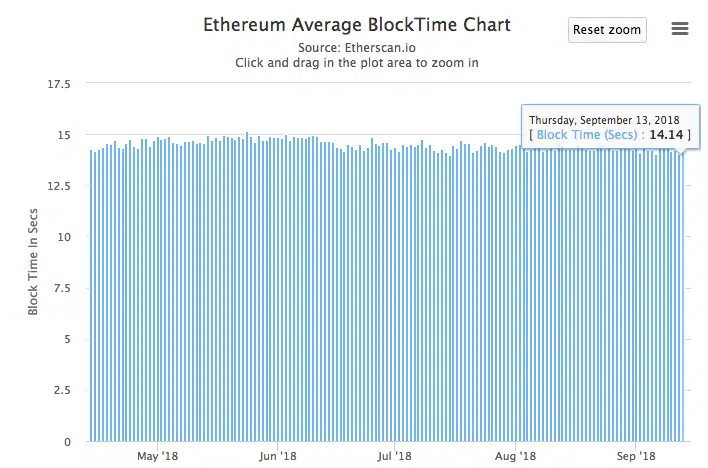 Ethereum Average BlockTime Chart
Reset zoom
Source: Etherscan.io
Click and drag in the plot area to zoom in
17.5
15
12.5
10
7.5
5
2.5
0
Block Time In Secs
Thursday, September 13, 2018
[ Block Time (Secs) : 14.14 ]
May '18
Jun '18
Jul '18
Aug '18
Sep '18